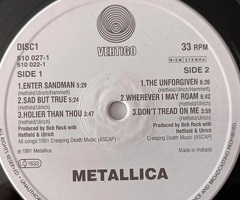 VERTIGO
DISC1
33 RPM
510 027-1
510 022-1
STEREO
SIDE 1
SIDE 2
1.ENTER SANDMAN 5:29
(Hetfield/Ulrich/Hammett)
2.SAD BUT TRUE 5:24
(Hetfield/Ulrich)
3.HOLIER THAN THOU 3:47
(Hetfield/Ulrich)
Produced by Bob Rock with
Hetfield & Ulrich
All songs © 1991 Creeping Death Music (ASCAP)
℗ 1991 Metallica
1.THE UNFORGIVEN 6:26
(Hetfield/Ulrich/Hammett)
2.WHEREVER I MAY ROAM 6:42
(Hetfield/Ulrich)
3.DON'T TREAD ON ME 3:59
(Hetfield/Ulrich)
Produced by Bob Rock with
Hetfield & Ulrich
Creeping Death Music (ASCAP)
Made in Holland
METALLICA